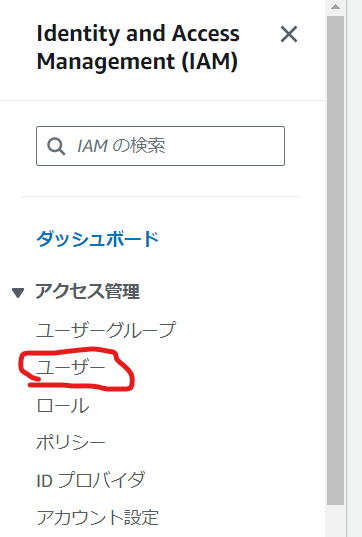 Identity and Access
Management (IAM)
IAM の検索
ダッシュボード
アクセス管理
ユーザーグループ
ユーザー
ロール
ポリシー
ID プロバイダ
アカウント設定